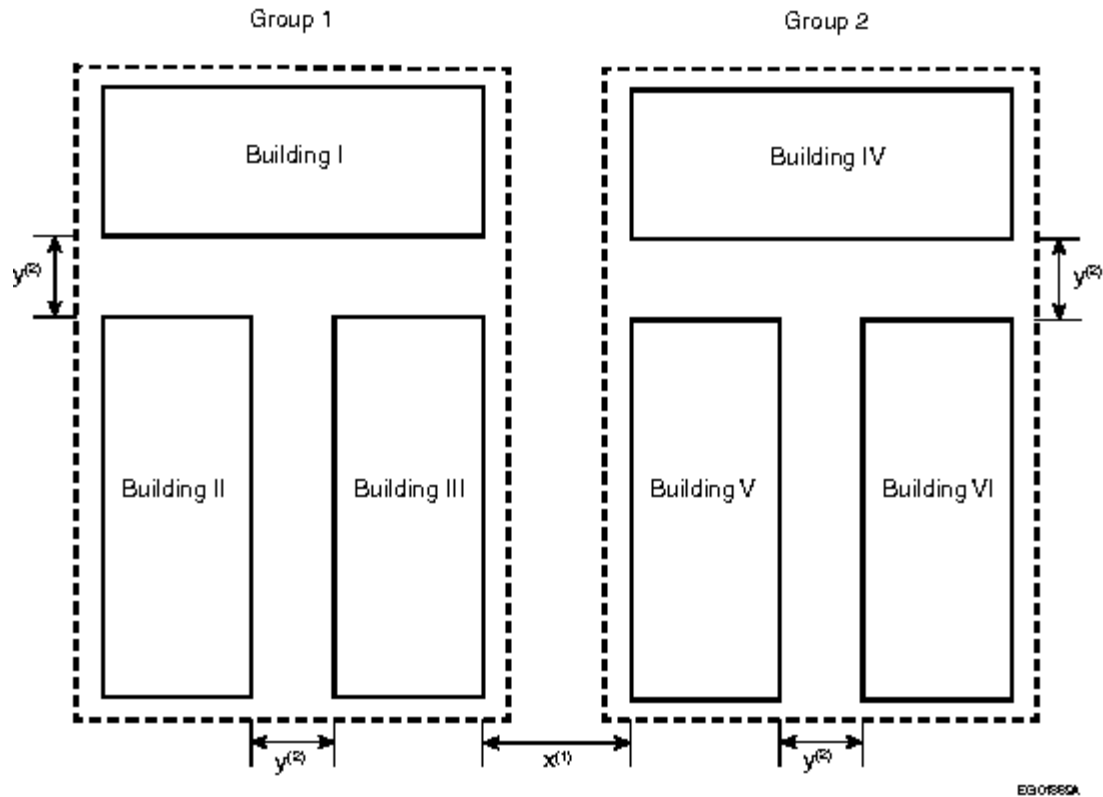 Group 1
Group 2
Building I
Building IV
y(2)
y(2)
Building II
Building III
Building V
Building VI
y(2)
x(1)
y(2)